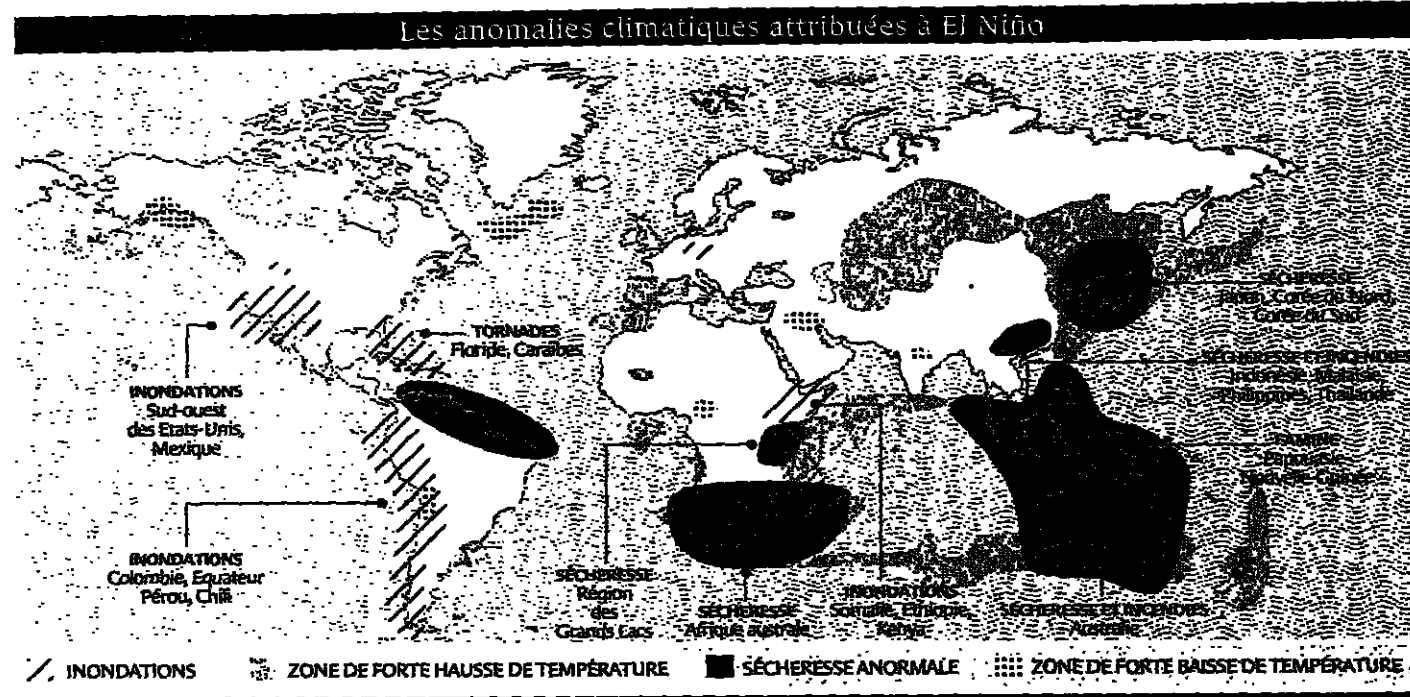 Les anomalies climatiques attribuées à El Niño
SÉCHERESSE
Japon, Corée du Nord,
Corée du Sud
TORNADES
Floride, Caraïbes
SÉCHERESSE ET INCENDIES
Indonésie, Malaisie,
Philippines, Thaïlande
INONDATIONS
Sud-ouest
des Etats-Unis,
Mexique
FAMINE
Papouasie-
Nouvelle-Guinée
INONDATIONS
Colombie, Equateur
Pérou, Chili
SÉCHERESSE
Région
des
Grands Lacs
SÉCHERESSE
Afrique australe
INONDATIONS
Somalie, Ethiopie,
Kenya
SÉCHERESSE ET INCENDIES
Australie
INONDATIONS
ZONE DE FORTE HAUSSE DE TEMPÉRATURE
SÉCHERESSE ANORMALE
ZONE DE FORTE BAISSE DE TEMPÉRATURE